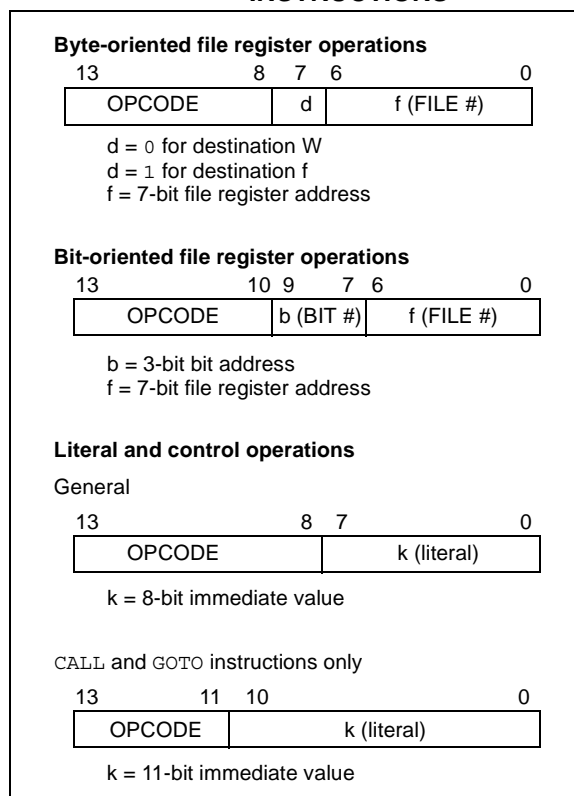 Byte-oriented file register operations
13 8 7 6 0
OPCODE d f (FILE #)
d = 0 for destination W
d = 1 for destination f
f = 7-bit file register address
Bit-oriented file register operations
13 10 9 7 6 0
OPCODE b (BIT #) f (FILE #)
b = 3-bit bit address
f = 7-bit file register address
Literal and control operations
General
13 8 7 0
OPCODE k (literal)
k = 8-bit immediate value
CALL and GOTO instructions only
13 11 10 0
OPCODE k (literal)
k = 11-bit immediate value